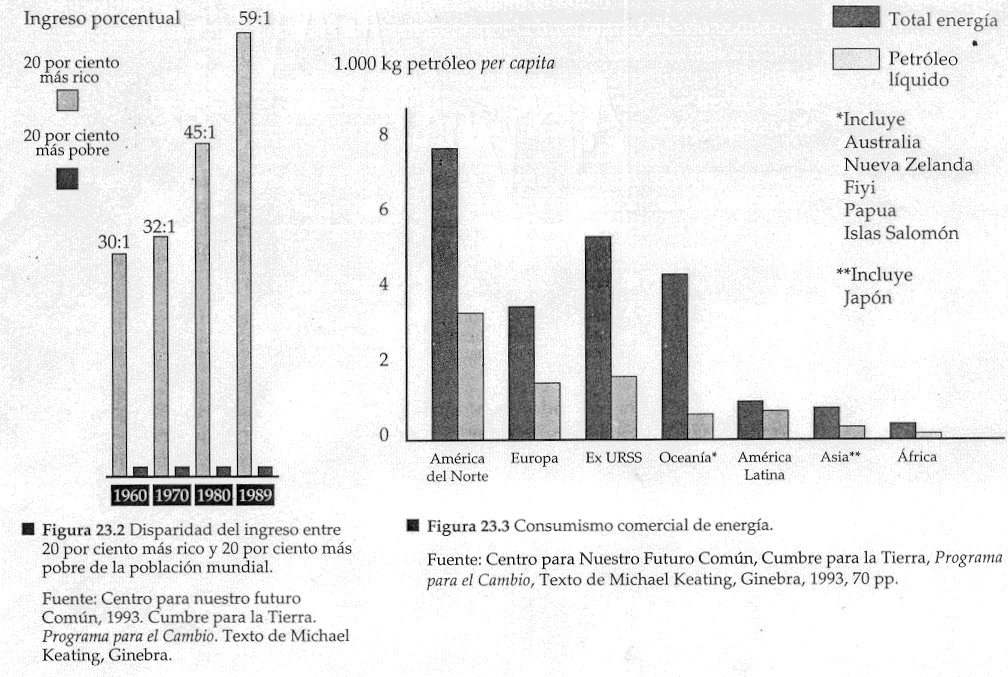 Ingreso porcentual
59:1
20 por ciento
más rico
20 por ciento
más pobre
45:1
32:1
30:1
1960
1970
1980
1989
Figura 23.2 Disparidad del ingreso entre
20 por ciento más rico y 20 por ciento más
pobre de la población mundial.
Fuente: Centro para nuestro futuro
Común, 1993. Cumbre para la Tierra.
Programa para el Cambio. Texto de Michael
Keating, Ginebra.
1.000 kg petróleo per capita
8
6
4
2
0
América
del Norte
Europa
Ex URSS
Oceanía*
América
Latina
Asia**
África
Total energía
Petróleo
líquido
*Incluye
Australia
Nueva Zelanda
Fiyi
Papua
Islas Salomón
**Incluye
Japón
Figura 23.3 Consumismo comercial de energía.
Fuente: Centro para Nuestro Futuro Común, Cumbre para la Tierra, Programa
para el Cambio, Texto de Michael Keating, Ginebra, 1993, 70 pp.